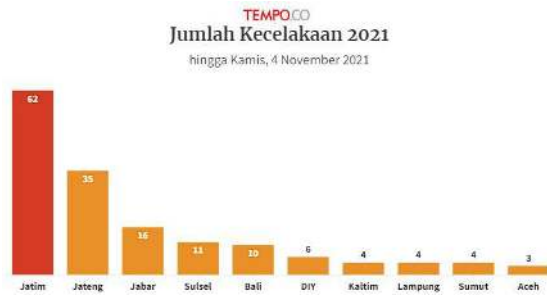 TEMPO.CO
Jumlah Kecelakaan 2021
hingga Kamis, 4 November 2021
62
35
16
11
10
6
4
4
4
3
Jatim Jateng Jabar Sulsel Bali DIY Kaltim Lampung Sumut Aceh